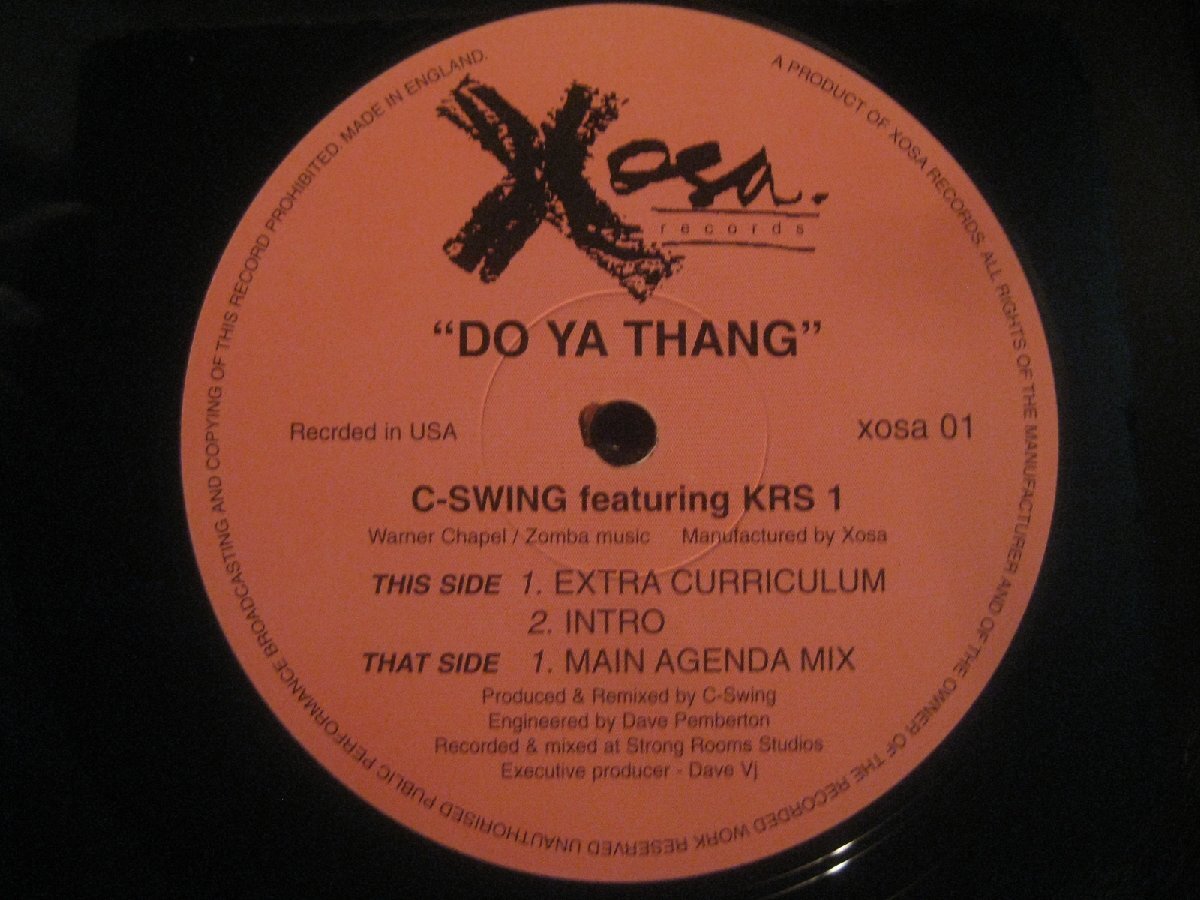 Xosa.
records
"DO YA THANG"
Recrded in USA
xosa 01
C-SWING featuring KRS 1
Warner Chapel / Zomba music Manufactured by Xosa
THIS SIDE 1. EXTRA CURRICULUM
2. INTRO
THAT SIDE 1. MAIN AGENDA MIX
Produced & Remixed by C-Swing
Engineered by Dave Pemberton
Recorded & mixed at Strong Rooms Studios
Executive producer - Dave Vj
A PRODUCT OF XOSA RECORDS. ALL RIGHTS OF THE MANUFACTURER AND OF THE OWNER OF THE RECORDED WORK RESERVED UNAUTHORISED PUBLIC PERFORMANCE BROADCASTING AND COPYING OF THIS RECORD PROHIBITED. MADE IN ENGLAND.